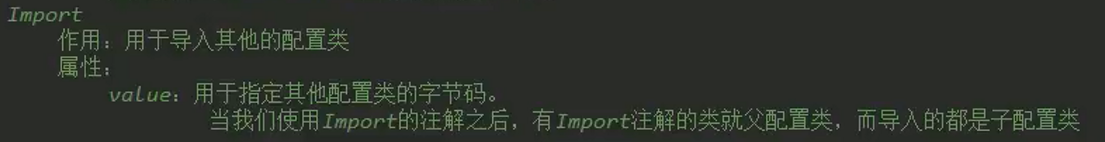 Import
作用：用于导入其他的配置类
属性：
value：用于指定其他配置类的字节码。
当我们使用Import的注解之后，有Import注解的类就父配置类，而导入的都是子配置类